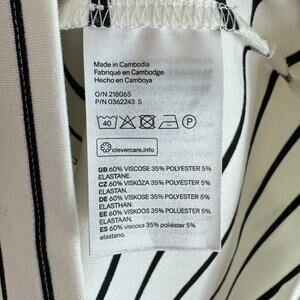 Made in Cambodia
Fabriqué en Cambodge
Hecho en Camboya
O/N 218065
P/N 0362243 5
40
P
clevercare.info
GB 60% VISCOSE 35% POLYESTER 5%
ELASTANE.
CZ 60% VISKÓZA 35% POLYESTER 5%
ELASTAN.
DE 60% VISKOSE 35% POLYESTER 5%
ELASTHAN.
EE 60% VISKOOS 35% POLÜESTER 5%
ELASTAAN.
ES 60% viscosa 35% poliéster 5%
elastano.